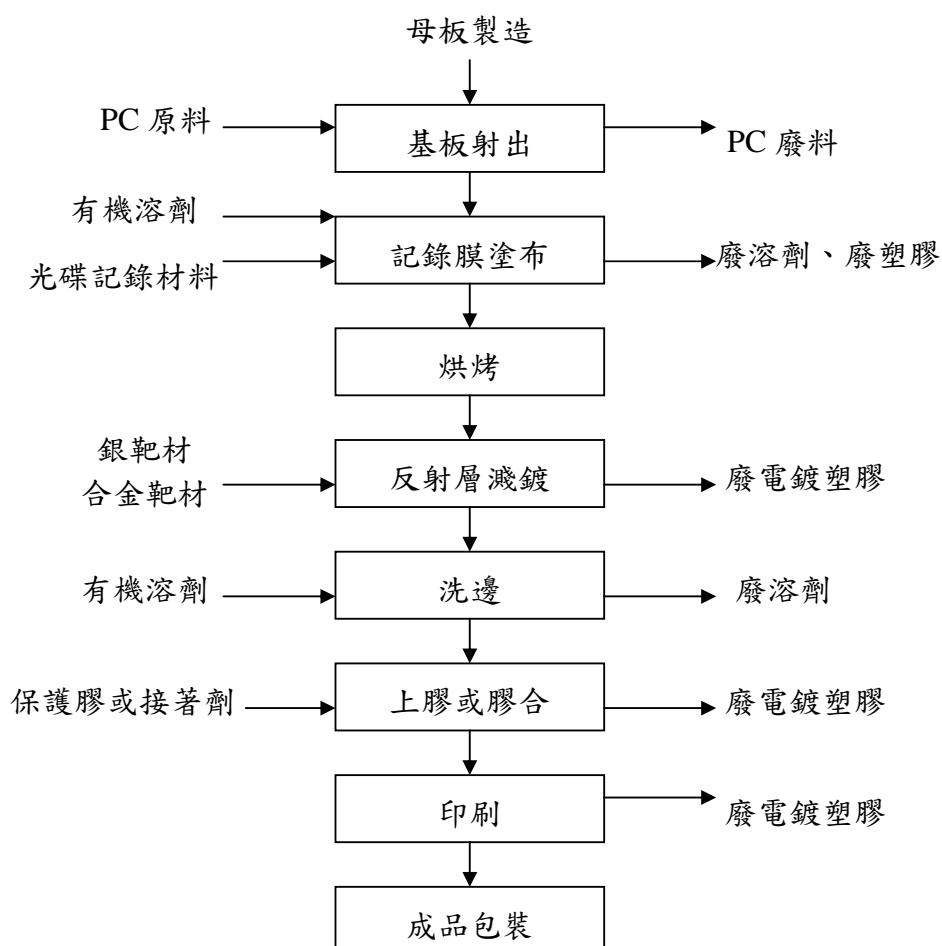 母板製造
PC 原料
基板射出
PC 廢料
有機溶劑
光碟記錄材料
記錄膜塗布
廢溶劑、廢塑膠
烘烤
銀靶材
合金靶材
反射層濺鍍
廢電鍍塑膠
有機溶劑
洗邊
廢溶劑
保護膠或接著劑
上膠或膠合
廢電鍍塑膠
印刷
廢電鍍塑膠
成品包裝